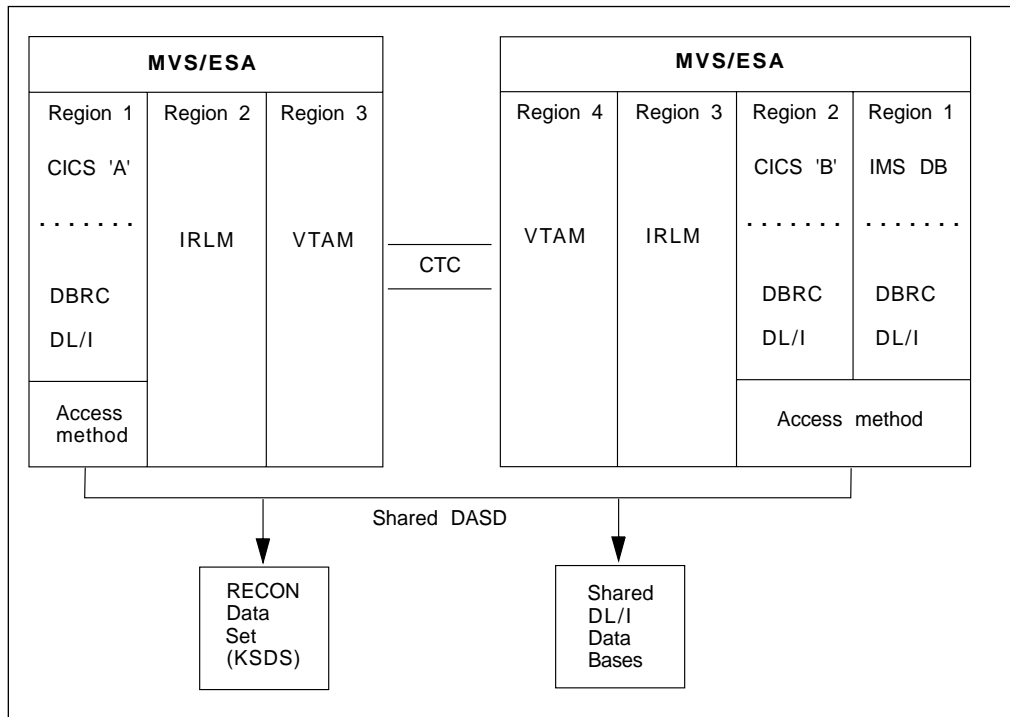 MVS/ESA
Region 1
Region 2
Region 3
CICS 'A'
. . . . . . .
IRLM
VTAM
DBRC
DL/I
Access
method
CTC
MVS/ESA
Region 4
Region 3
Region 2
Region 1
CICS 'B'
IMS DB
. . . . . . .
. . . . . . .
VTAM
IRLM
DBRC
DBRC
DL/I
DL/I
Access method
Shared DASD
RECON
Data
Set
(KSDS)
Shared
DL/I
Data
Bases